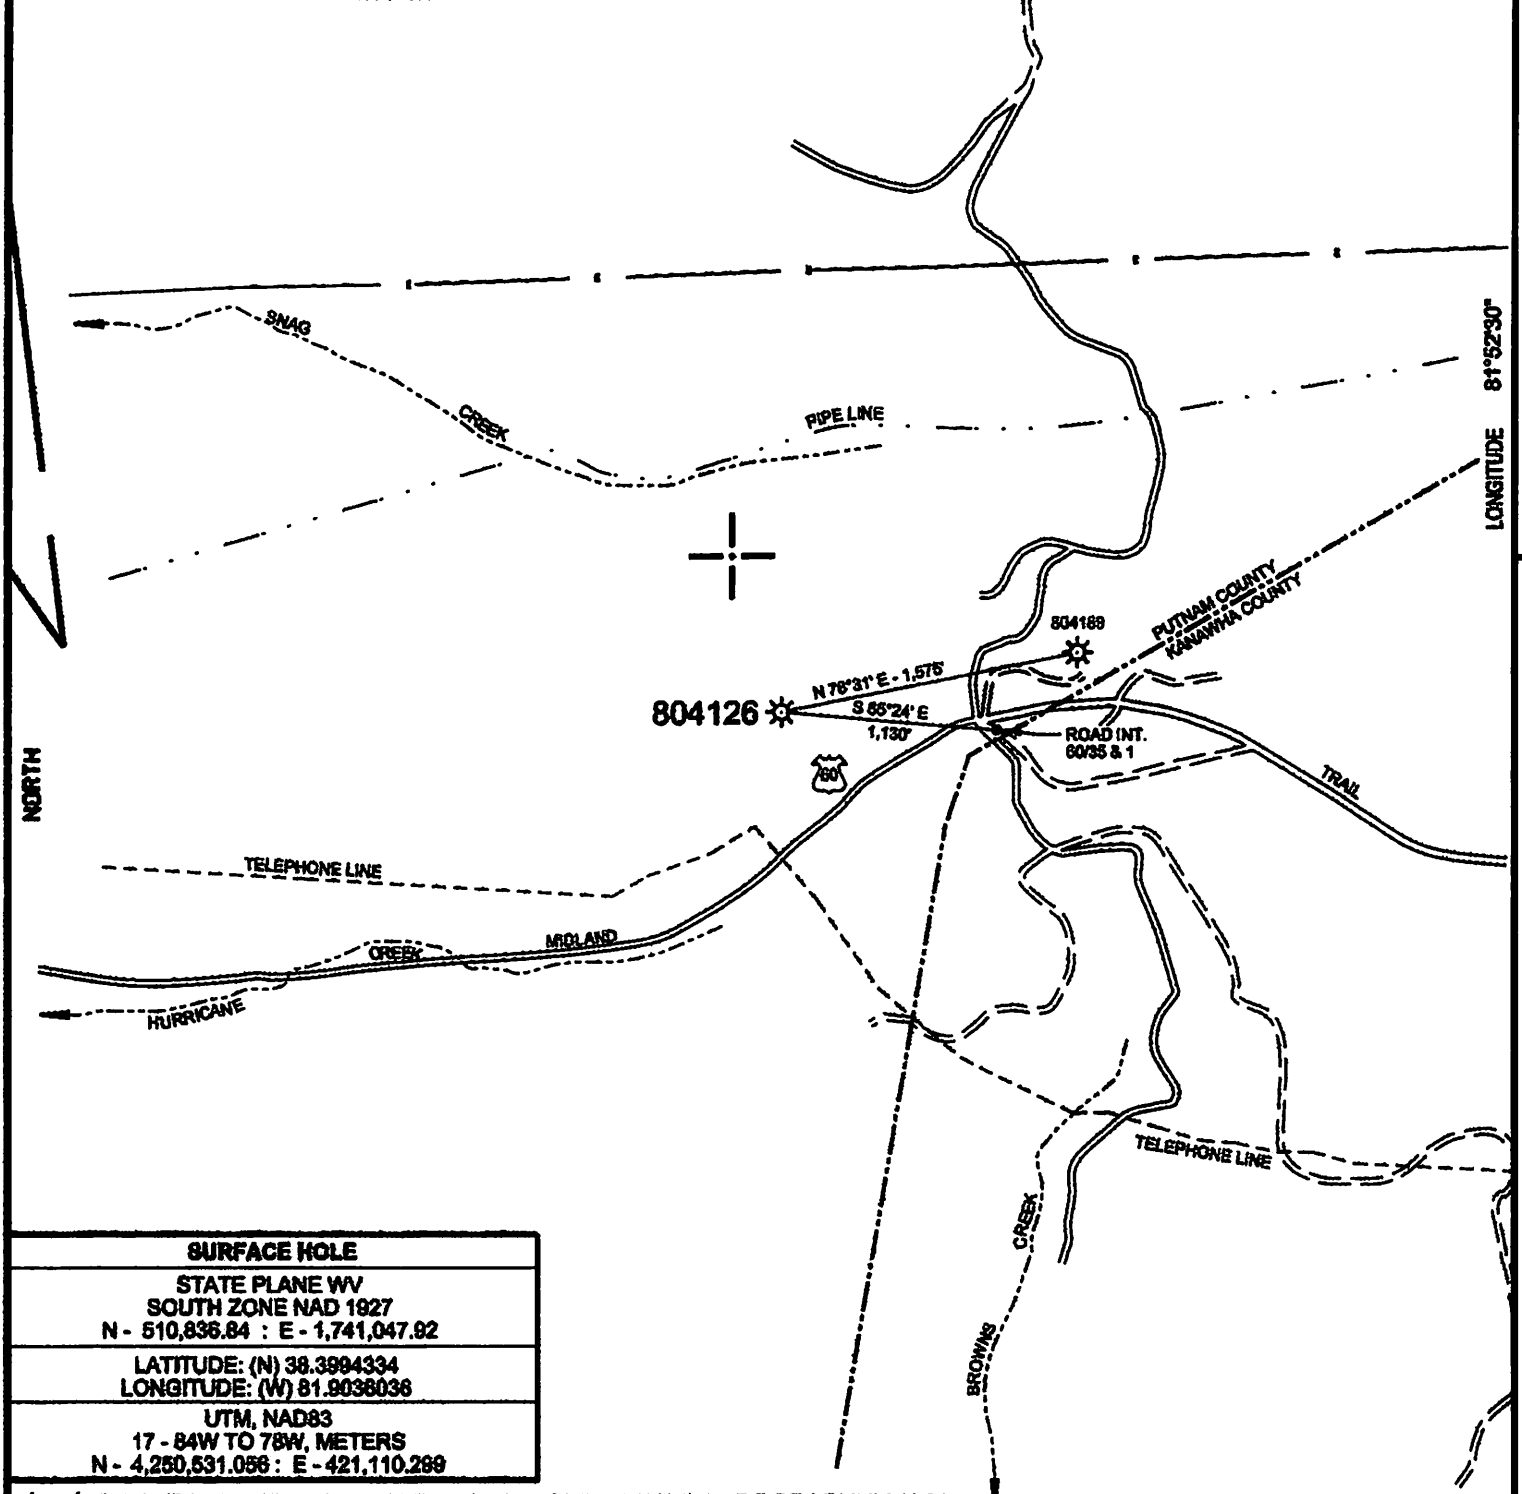 SNAG
CREEK
PIPE LINE
LONGITUDE 81°52'30"
PUTNAM COUNTY
KANAWHA COUNTY
804189
N 78°31' E - 1,575'
804126
S 85°24' E
1,130'
ROAD INT.
60/35 & 1
60
NORTH
TRAIL
TELEPHONE LINE
MIDLAND
CREEK
HURRICANE
TELEPHONE LINE
CREEK
BROWNS
SURFACE HOLE
STATE PLANE WV
SOUTH ZONE NAD 1927
N - 510,836.84 : E - 1,741,047.92
LATITUDE: (N) 38.3994334
LONGITUDE: (W) 81.9038036
UTM, NAD83
17 - 84W TO 78W, METERS
N - 4,250,531.056 : E - 421,110.299